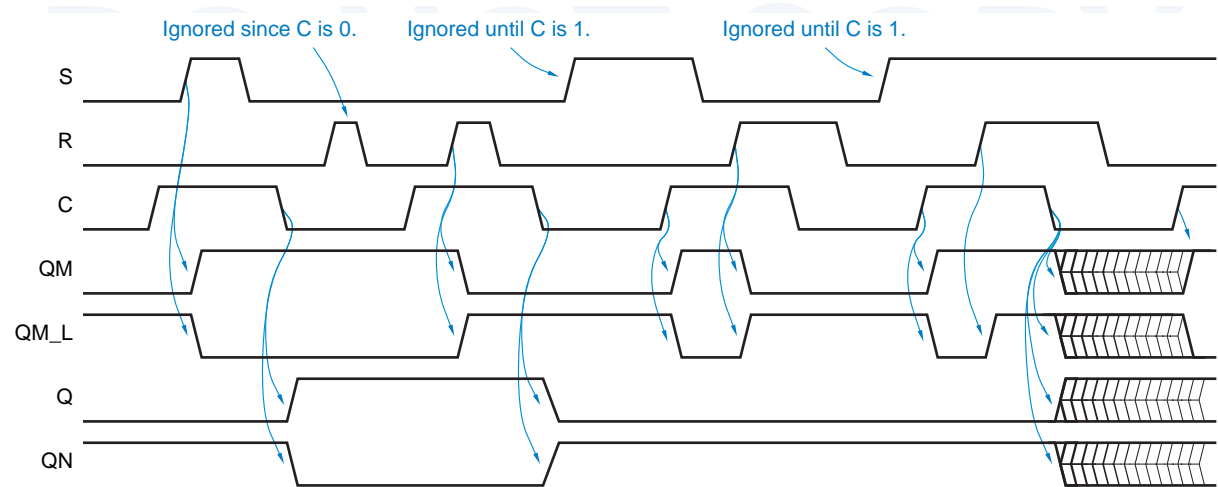 Ignored since C is 0.
Ignored until C is 1.
Ignored until C is 1.
S
R
C
QM
QM_L
Q
QN